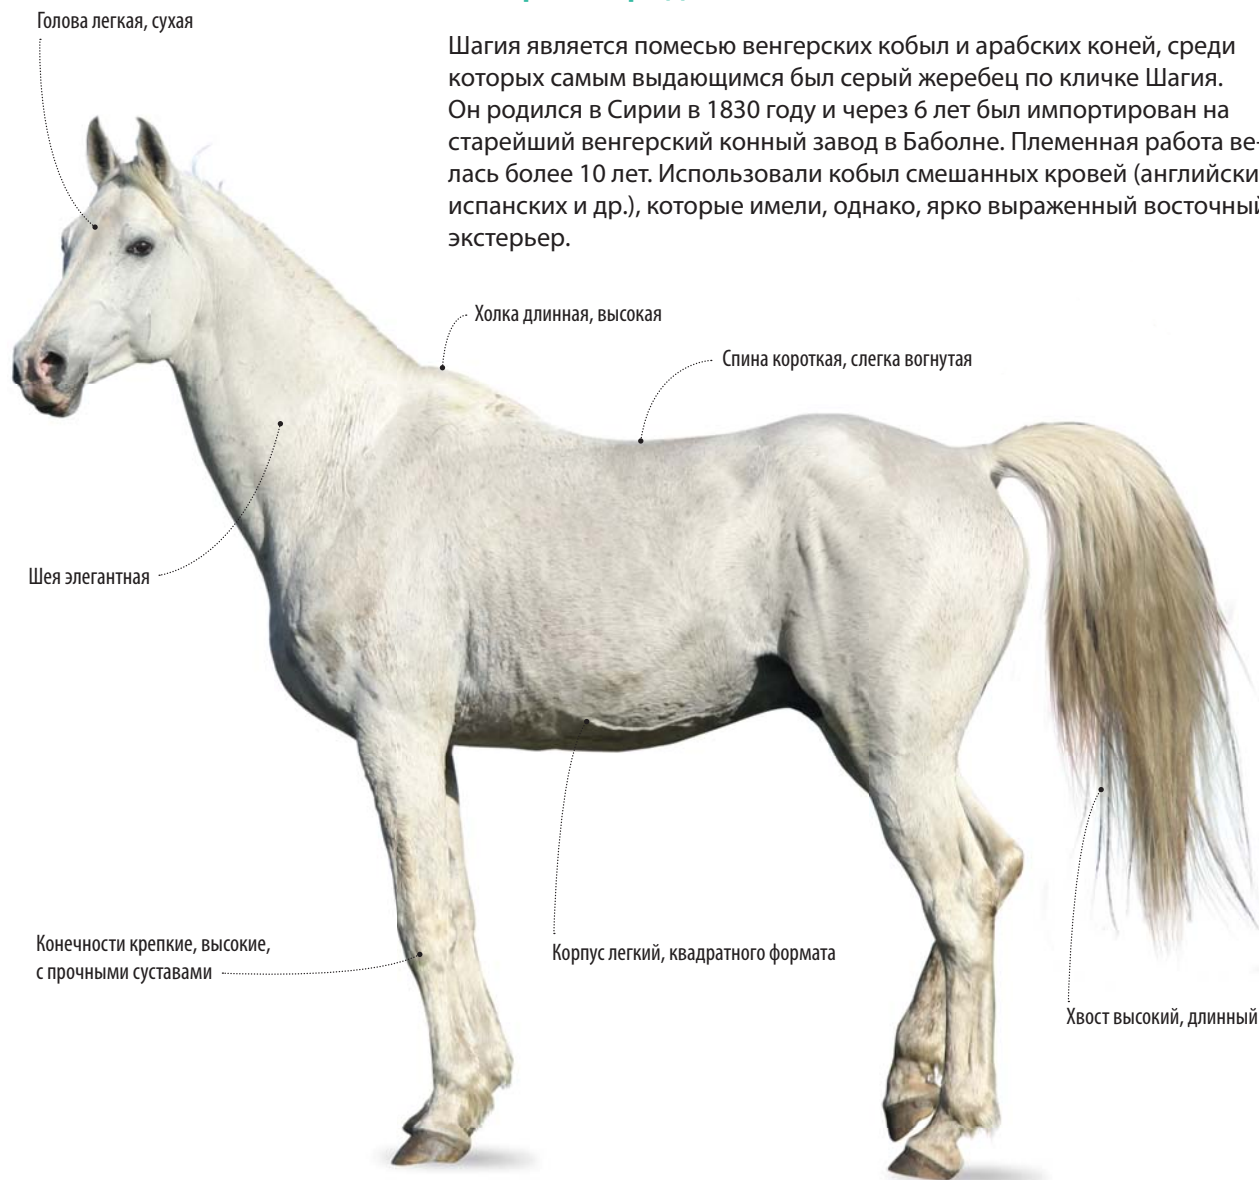 Голова легкая, сухая
Шагия является помесью венгерских кобыл и арабских коней, среди
которых самым выдающимся был серый жеребец по кличке Шагия.
Он родился в Сирии в 1830 году и через 6 лет был импортирован на
старейший венгерский конный завод в Баболне. Племенная работа ве-
лась более 10 лет. Использовали кобыл смешанных кровей (английски
испанских и др.), которые имели, однако, ярко выраженный восточный
экстерьер.
Холка длинная, высокая
Спина короткая, слегка вогнутая
Шея элегантная
Конечности крепкие, высокие,
с прочными суставами
Корпус легкий, квадратного формата
Хвост высокий, длинный